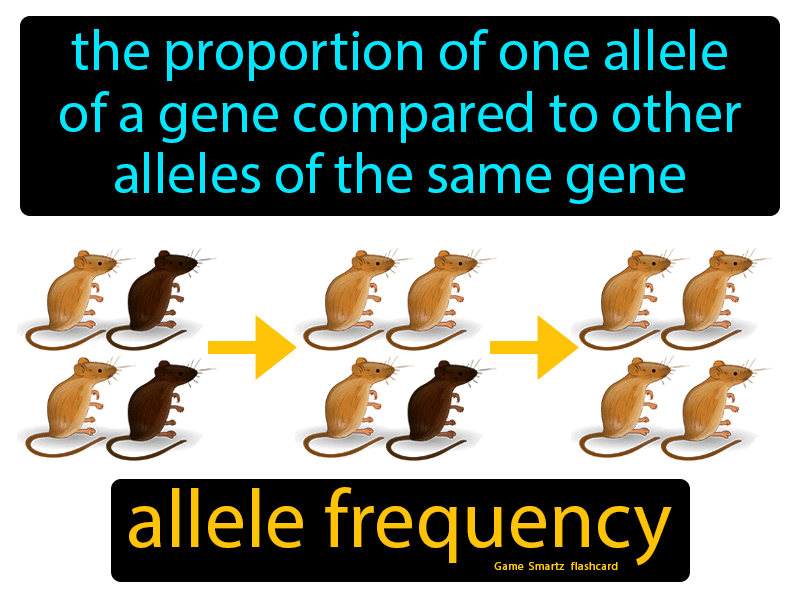 the proportion of one allele
of a gene compared to other
alleles of the same gene
allele frequency
Game Smartz flashcard